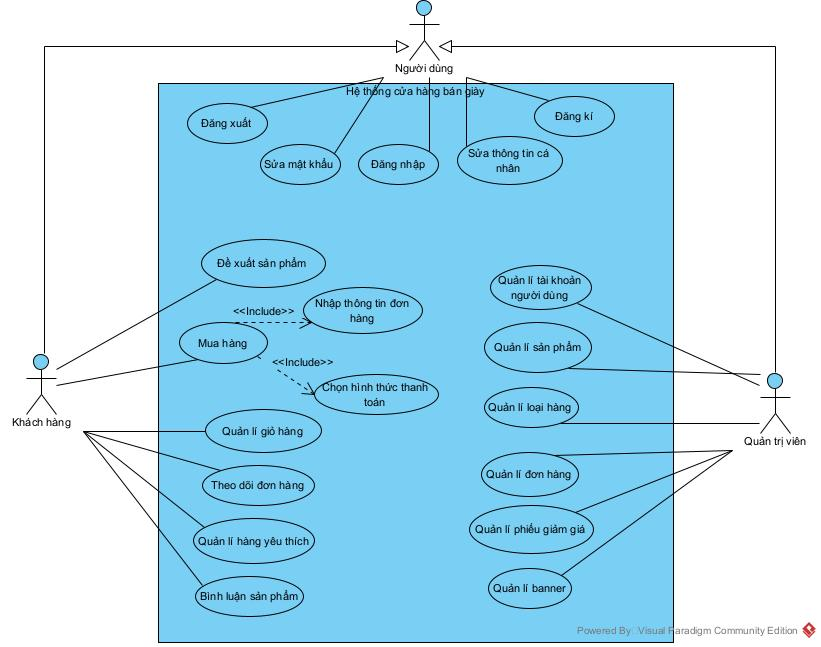 Người dùng
Hệ thống cửa hàng bán giày
Đăng xuất
Đăng kí
Sửa mật khẩu
Đăng nhập
Sửa thông tin cá
nhân
Đề xuất sản phẩm
Quản lí tài khoản
người dùng
<<Include>>
Nhập thông tin đơn
hàng
Mua hàng
Quản lí sản phẩm
<<Include>>
Chọn hình thức thanh
toán
Khách hàng
Quản lí loại hàng
Quản trị viên
Quản lí giỏ hàng
Theo dõi đơn hàng
Quản lí đơn hàng
Quản lí hàng yêu thích
Quản lí phiếu giảm giá
Bình luận sản phẩm
Quản lí banner
Powered By Visual Paradigm Community Edition